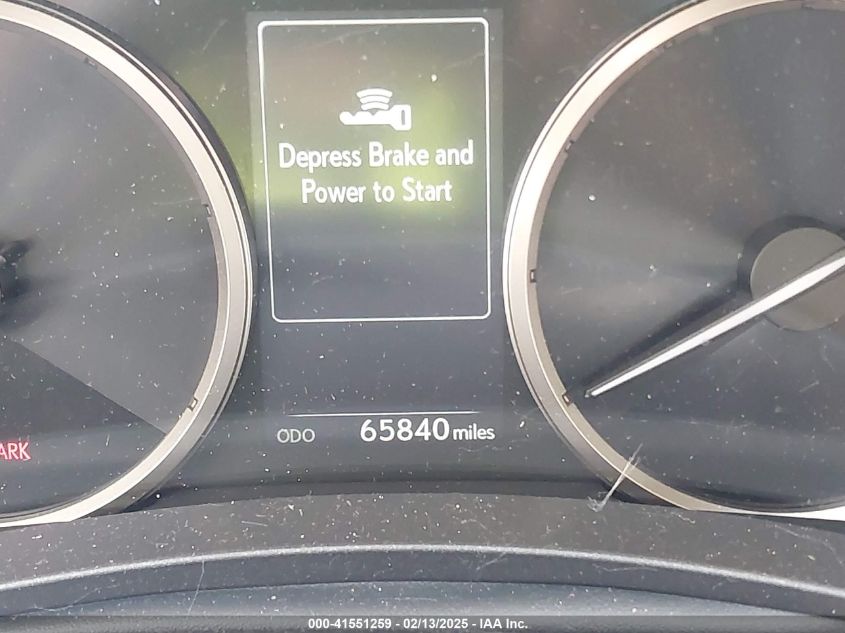 Depress Brake and
Power to Start
ODO 65840 miles
ARK
000-41551259 - 02/13/2025 - IAA Inc.